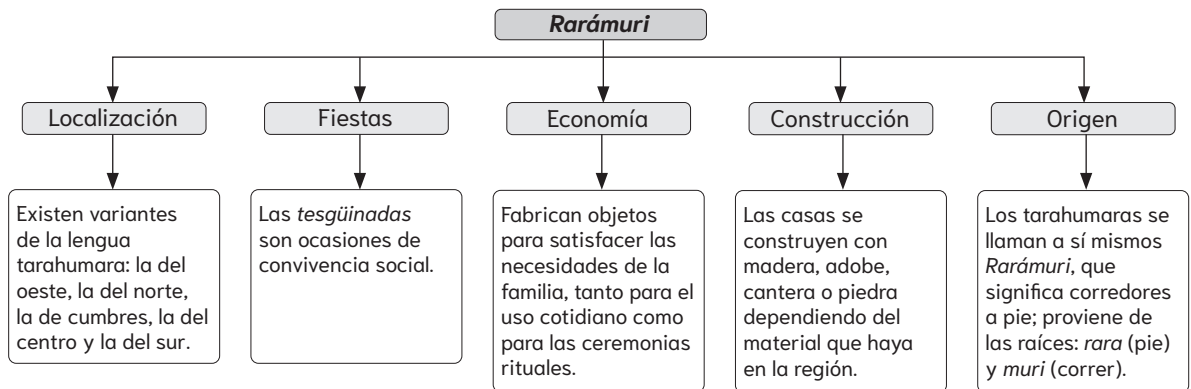 Rarámuri
Localización
Fiestas
Economía
Construcción
Origen
Existen variantes
de la lengua
tarahumara: la del
oeste, la del norte,
la de cumbres, la del
centro y la del sur.
Las tesgüinadas
son ocasiones de
convivencia social.
Fabrican objetos
para satisfacer las
necesidades de la
familia, tanto para el
uso cotidiano como
para las ceremonias
rituales.
Las casas se
construyen con
madera, adobe,
cantera o piedra
dependiendo del
material que haya
en la región.
Los tarahumaras se
llaman a sí mismos
Rarámuri, que
significa corredores
a pie; proviene de
las raíces: rara (pie)
y muri (correr).